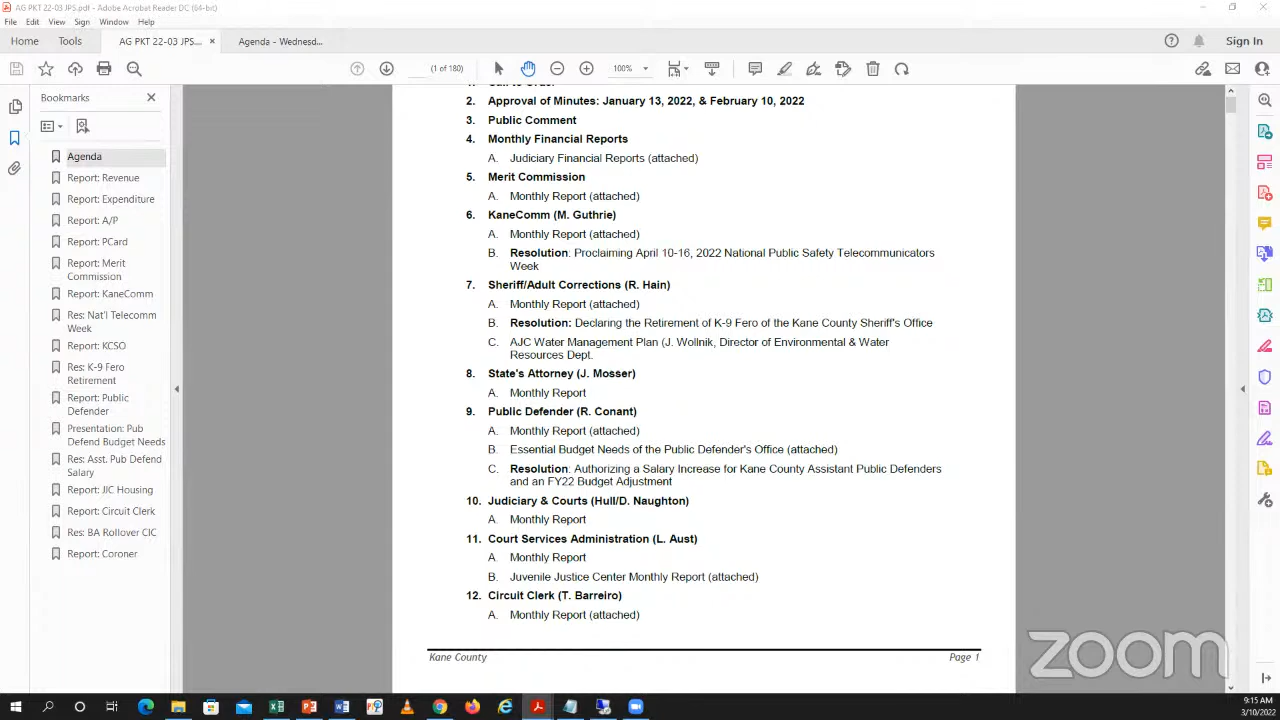 AG PKT 22-03 JPS.pdf - Adobe Acrobat Reader DC (64-bit)
File Edit View Sign Window Help
Home Tools AG PKT 22-03 JPS... × Agenda - Wednesd... Sign In
(1 of 180) 100%
Bookmarks
Agenda
Report: Revenue
Report: Expenditure
Report: A/P
Report: PCard
Report: Merit
Commission
Report: KaneComm
Res: Nat'l Telecomm
Week
Report: KCSO
Res: K-9 Fero
Retirement
Report: Public
Defender
Presentation: Pub
Defend Budget Needs
Res: Asst. Pub Defend
Salary
Report: JJC Housing
Report: Circuit Clerk
Res: BA Rollover CIC
Report: Coroner
2. Approval of Minutes: January 13, 2022, & February 10, 2022
3. Public Comment
4. Monthly Financial Reports
A. Judiciary Financial Reports (attached)
5. Merit Commission
A. Monthly Report (attached)
6. KaneComm (M. Guthrie)
A. Monthly Report (attached)
B. Resolution: Proclaiming April 10-16, 2022 National Public Safety Telecommunicators
Week
7. Sheriff/Adult Corrections (R. Hain)
A. Monthly Report (attached)
B. Resolution: Declaring the Retirement of K-9 Fero of the Kane County Sheriff's Office
C. AJC Water Management Plan (J. Wollnik, Director of Environmental & Water
Resources Dept.
8. State's Attorney (J. Mosser)
A. Monthly Report
9. Public Defender (R. Conant)
A. Monthly Report (attached)
B. Essential Budget Needs of the Public Defender's Office (attached)
C. Resolution: Authorizing a Salary Increase for Kane County Assistant Public Defenders
and an FY22 Budget Adjustment
10. Judiciary & Courts (Hull/D. Naughton)
A. Monthly Report
11. Court Services Administration (L. Aust)
A. Monthly Report
B. Juvenile Justice Center Monthly Report (attached)
12. Circuit Clerk (T. Barreiro)
A. Monthly Report (attached)
Kane County Page 1
zoom
9:15 AM
3/10/2022